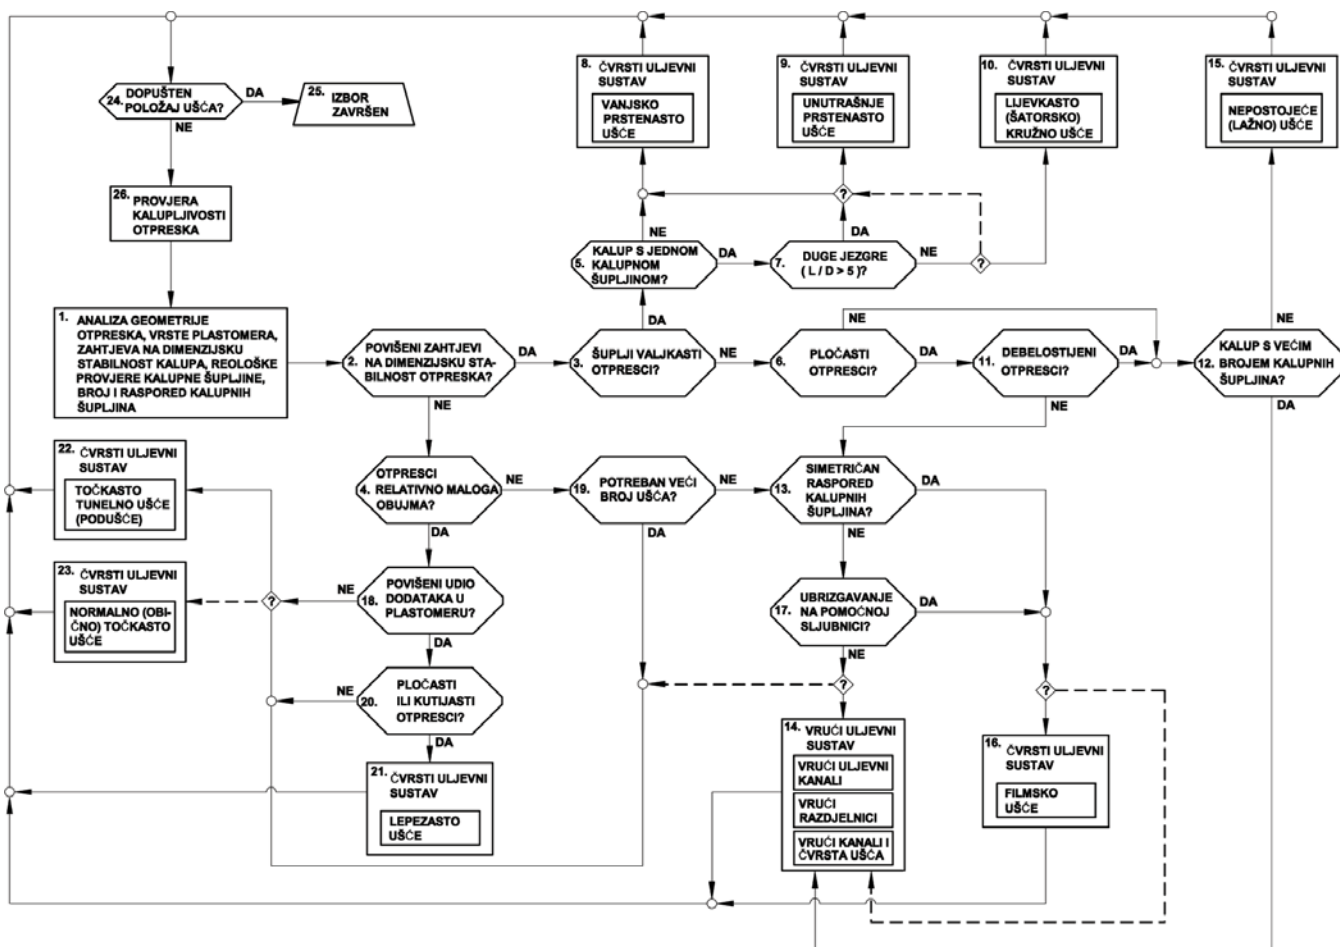 24. DOPUŠTEN
POLOŽAJ UŠĆA?
DA
NE
25. IZBOR
ZAVRŠEN
26. PROVJERA
KALUPLJIVOSTI
OTPRESKA
8. ČVRSTI ULJEVNI
SUSTAV
VANJSKO
PRSTENASTO
UŠĆE
9. ČVRSTI ULJEVNI
SUSTAV
UNUTRAŠNJE
PRSTENASTO
UŠĆE
10. ČVRSTI ULJEVNI
SUSTAV
LIJEVKASTO
(ŠATORSKO)
KRUŽNO UŠĆE
15. ČVRSTI ULJEVNI
SUSTAV
NEPOSTOJEĆE
(LAŽNO) UŠĆE
?
NE
5. KALUP S JEDNOM
KALUPNOM
ŠUPLJINOM?
DA
DA
7. DUGE JEZGRE
( L / D > 5 )?
NE
?
DA
1. ANALIZA GEOMETRIJE
OTPRESKA, VRSTE PLASTOMERA,
ZAHTJEVA NA DIMENZIJSKU
STABILNOST KALUPA, REOLOŠKE
PROVJERE KALUPNE ŠUPLJINE,
BROJ I RASPORED KALUPNIH
ŠUPLJINA
2. POVIŠENI ZAHTJEVI
NA DIMENZIJSKU STA-
BILNOST OTPRESKA?
DA
NE
3. ŠUPLJI VALJKASTI
OTPRESCI?
NE
NE
6. PLOČASTI
OTPRESCI?
DA
11. DEBELOSTIJENI
OTPRESCI?
DA
NE
NE
12. KALUP S VEĆIM
BROJEM KALUPNIH
ŠUPLJINA?
DA
22. ČVRSTI ULJEVNI
SUSTAV
TOČKASTO
TUNELNO UŠĆE
(PODUŠĆE)
4. OTPRESCI
RELATIVNO MALOGA
OBUJMA?
NE
DA
19. POTREBAN VEĆI
BROJ UŠĆA?
NE
DA
13. SIMETRIČAN
RASPORED
KALUPNIH
ŠUPLJINA?
DA
NE
23. ČVRSTI ULJEVNI
SUSTAV
NORMALNO (OBI-
ČNO) TOČKASTO
UŠĆE
?
NE
18. POVIŠENI UDIO
DODATAKA U
PLASTOMERU?
DA
17. UBRIZGAVANJE
NA POMOĆNOJ
SLJUBNICI?
DA
NE
NE
20. PLOČASTI
ILI KUTIJASTI
OTPRESCI?
DA
?
?
21. ČVRSTI ULJEVNI
SUSTAV
LEPEZASTO
UŠĆE
14. VRUĆI ULJEVNI
SUSTAV
VRUĆI ULJEVNI
KANALI
VRUĆI
RAZDJELNICI
VRUĆI KANALI I
ČVRSTA UŠĆA
16. ČVRSTI ULJEVNI
SUSTAV
FILMSKO
UŠĆE